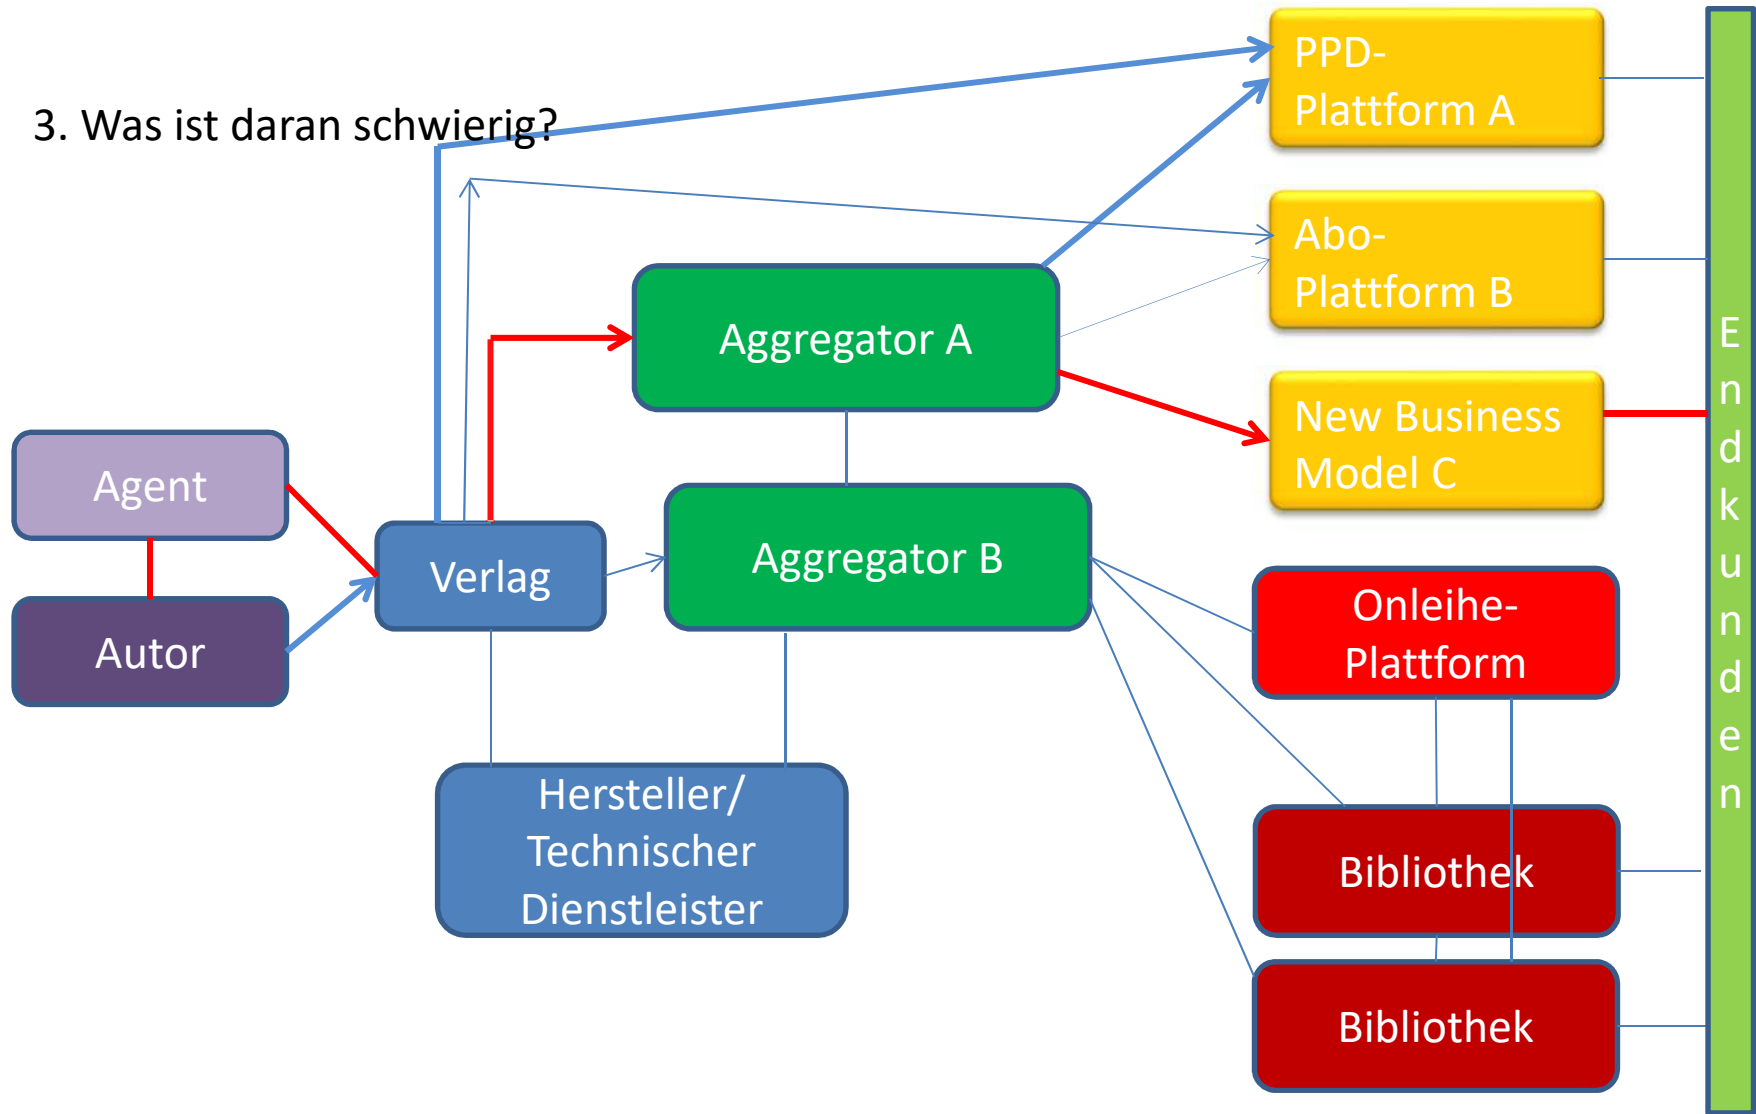 3. Was ist daran schwierig?
PPD-
Plattform A
Abo-
Plattform B
Aggregator A
New Business
Model C
Agent
Aggregator B
Verlag
Autor
Onleihe-
Plattform
Hersteller/
Technischer
Dienstleister
Bibliothek
Bibliothek
E
n
d
k
u
n
d
e
n